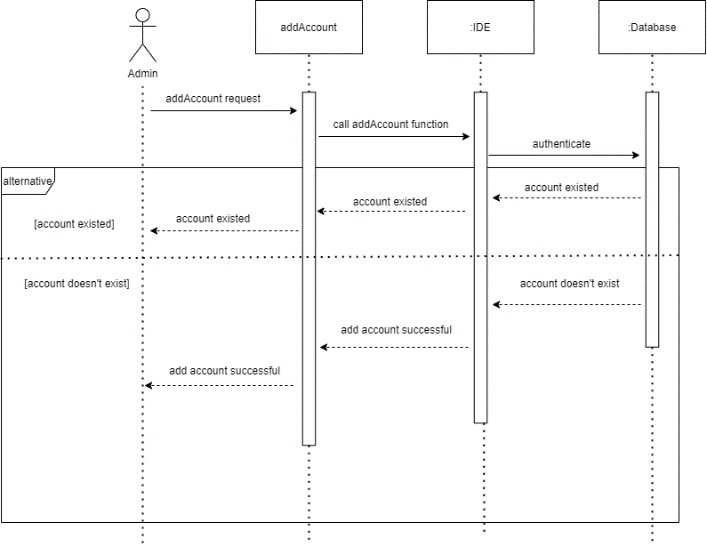 addAccount
:IDE
:Database
Admin
addAccount request
call addAccount function
authenticate
alternative
account existed
account existed
account existed
[account existed]
[account doesn't exist]
account doesn't exist
add account successful
add account successful